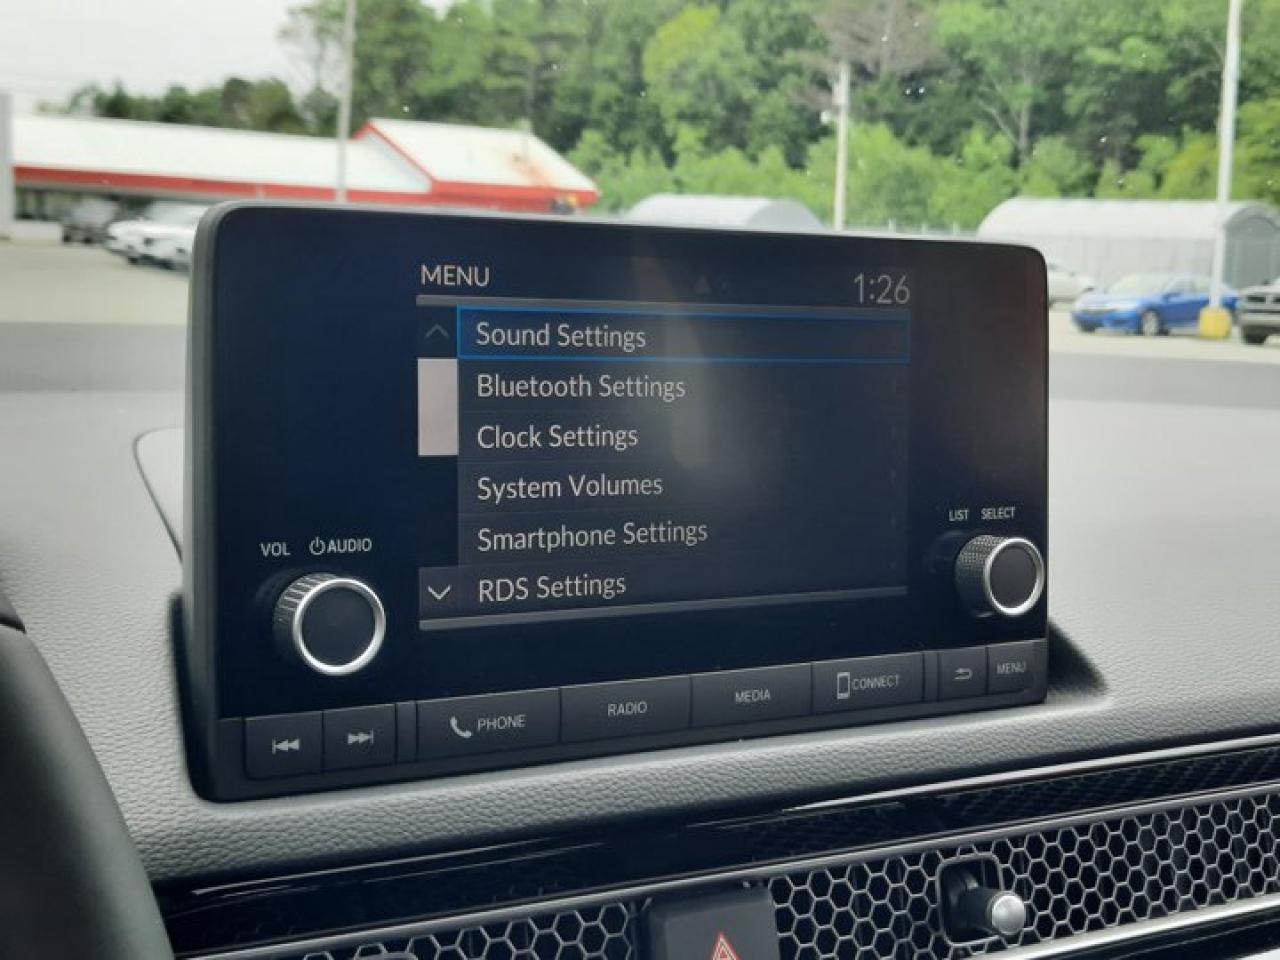 MENU
1:26
Sound Settings
Bluetooth Settings
Clock Settings
System Volumes
Smartphone Settings
RDS Settings
VOL AUDIO
LIST SELECT
PHONE
RADIO
MEDIA
CONNECT
MENU